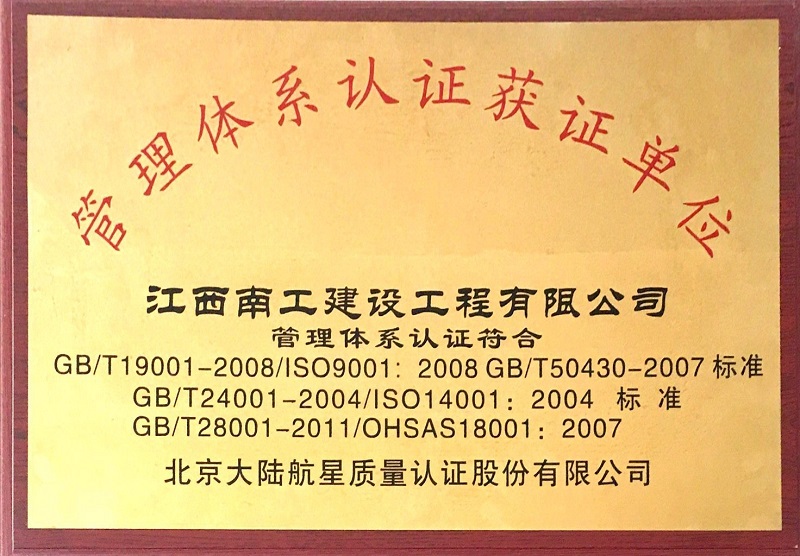 管理体系认证获证单位
江西南工建设工程有限公司
管理体系认证符合
GB/T19001-2008/ISO9001: 2008 GB/T50430-2007 标准
GB/T24001-2004/ISO14001: 2004 标 准
GB/T28001-2011/OHSAS18001: 2007
北京大陆航星质量认证股份有限公司